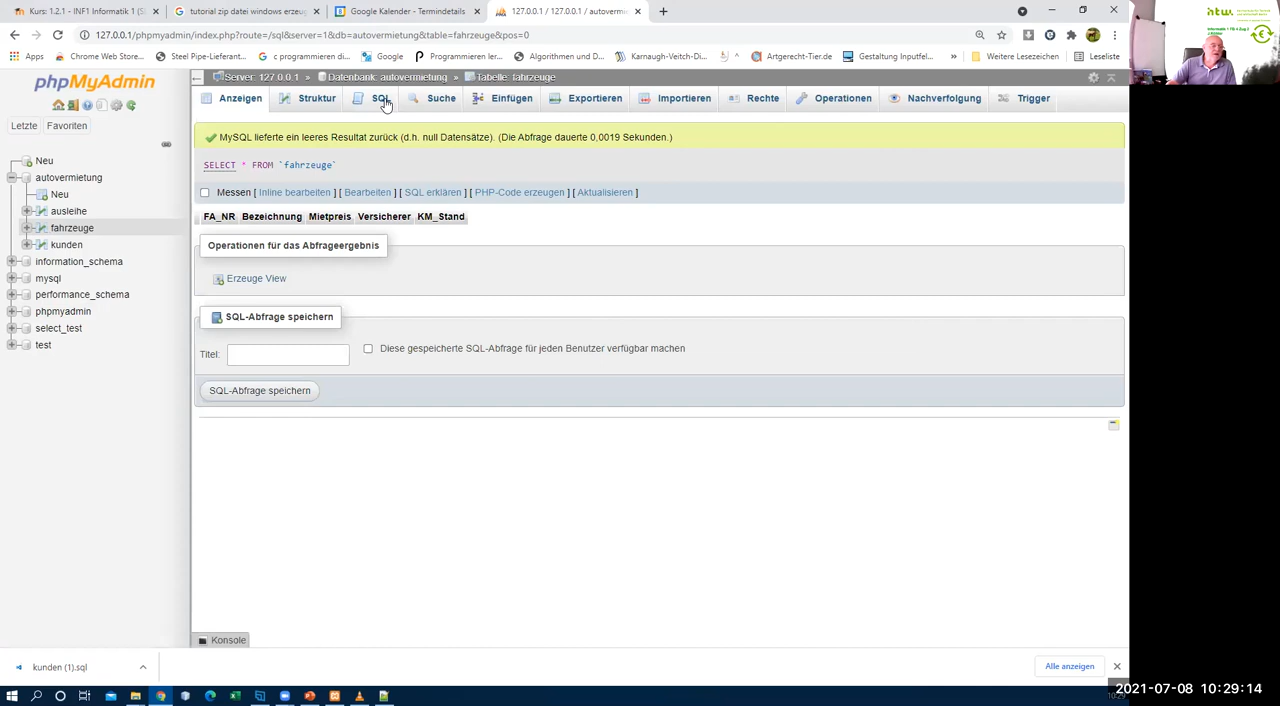 Kurs: 1.2.1 - INF1 Informatik 1 (S
tutorial zip datei windows erzeug
Google Kalender - Termindetails
127.0.0.1 / 127.0.0.1 / autovermie
127.0.0.1/phpmyadmin/index.php?route=/sql&server=1&db=autovermietung&table=fahrzeuge&pos=0
Apps
Chrome Web Store...
Steel Pipe-Lieferant...
c programmieren di...
Google
Programmieren ler...
Algorithmen und D...
Karnaugh-Veitch-Di...
Artgerecht-Tier.de
Gestaltung Inputfel...
»
Weitere Lesezeichen
Leseliste
phpMyAdmin
Letzte
Favoriten
Neu
autovermietung
Neu
ausleihe
fahrzeuge
kunden
information_schema
mysql
performance_schema
phpmyadmin
select_test
test
Server: 127.0.0.1 » Datenbank: autovermietung » Tabelle: fahrzeuge
Anzeigen
Struktur
SQL
Suche
Einfügen
Exportieren
Importieren
Rechte
Operationen
Nachverfolgung
Trigger
MySQL lieferte ein leeres Resultat zurück (d.h. null Datensätze). (Die Abfrage dauerte 0,0019 Sekunden.)
SELECT * FROM `fahrzeuge`
Messen [ Inline bearbeiten ] [ Bearbeiten ] [ SQL erklären ] [ PHP-Code erzeugen ] [ Aktualisieren ]
FA_NR Bezeichnung Mietpreis Versicherer KM_Stand
Operationen für das Abfrageergebnis
Erzeuge View
SQL-Abfrage speichern
Titel:
Diese gespeicherte SQL-Abfrage für jeden Benutzer verfügbar machen
SQL-Abfrage speichern
Konsole
kunden (1).sql
Alle anzeigen
htw.
2021-07-08 10:29:14